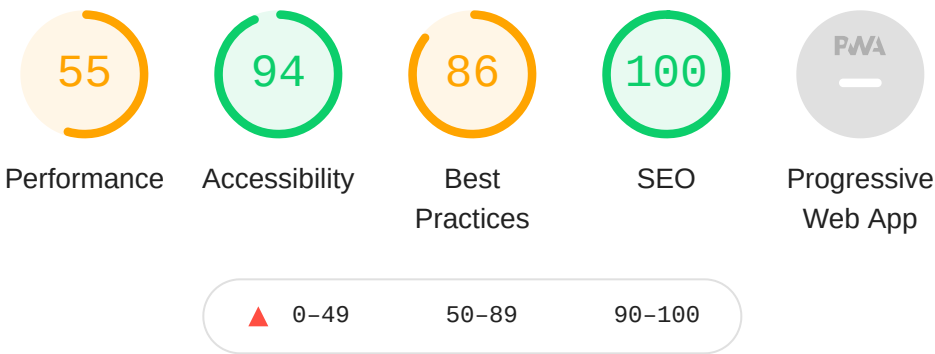 55 94 86 100 PWA
Performance Accessibility Best SEO Progressive
Practices Web App
0–49 50–89 90–100